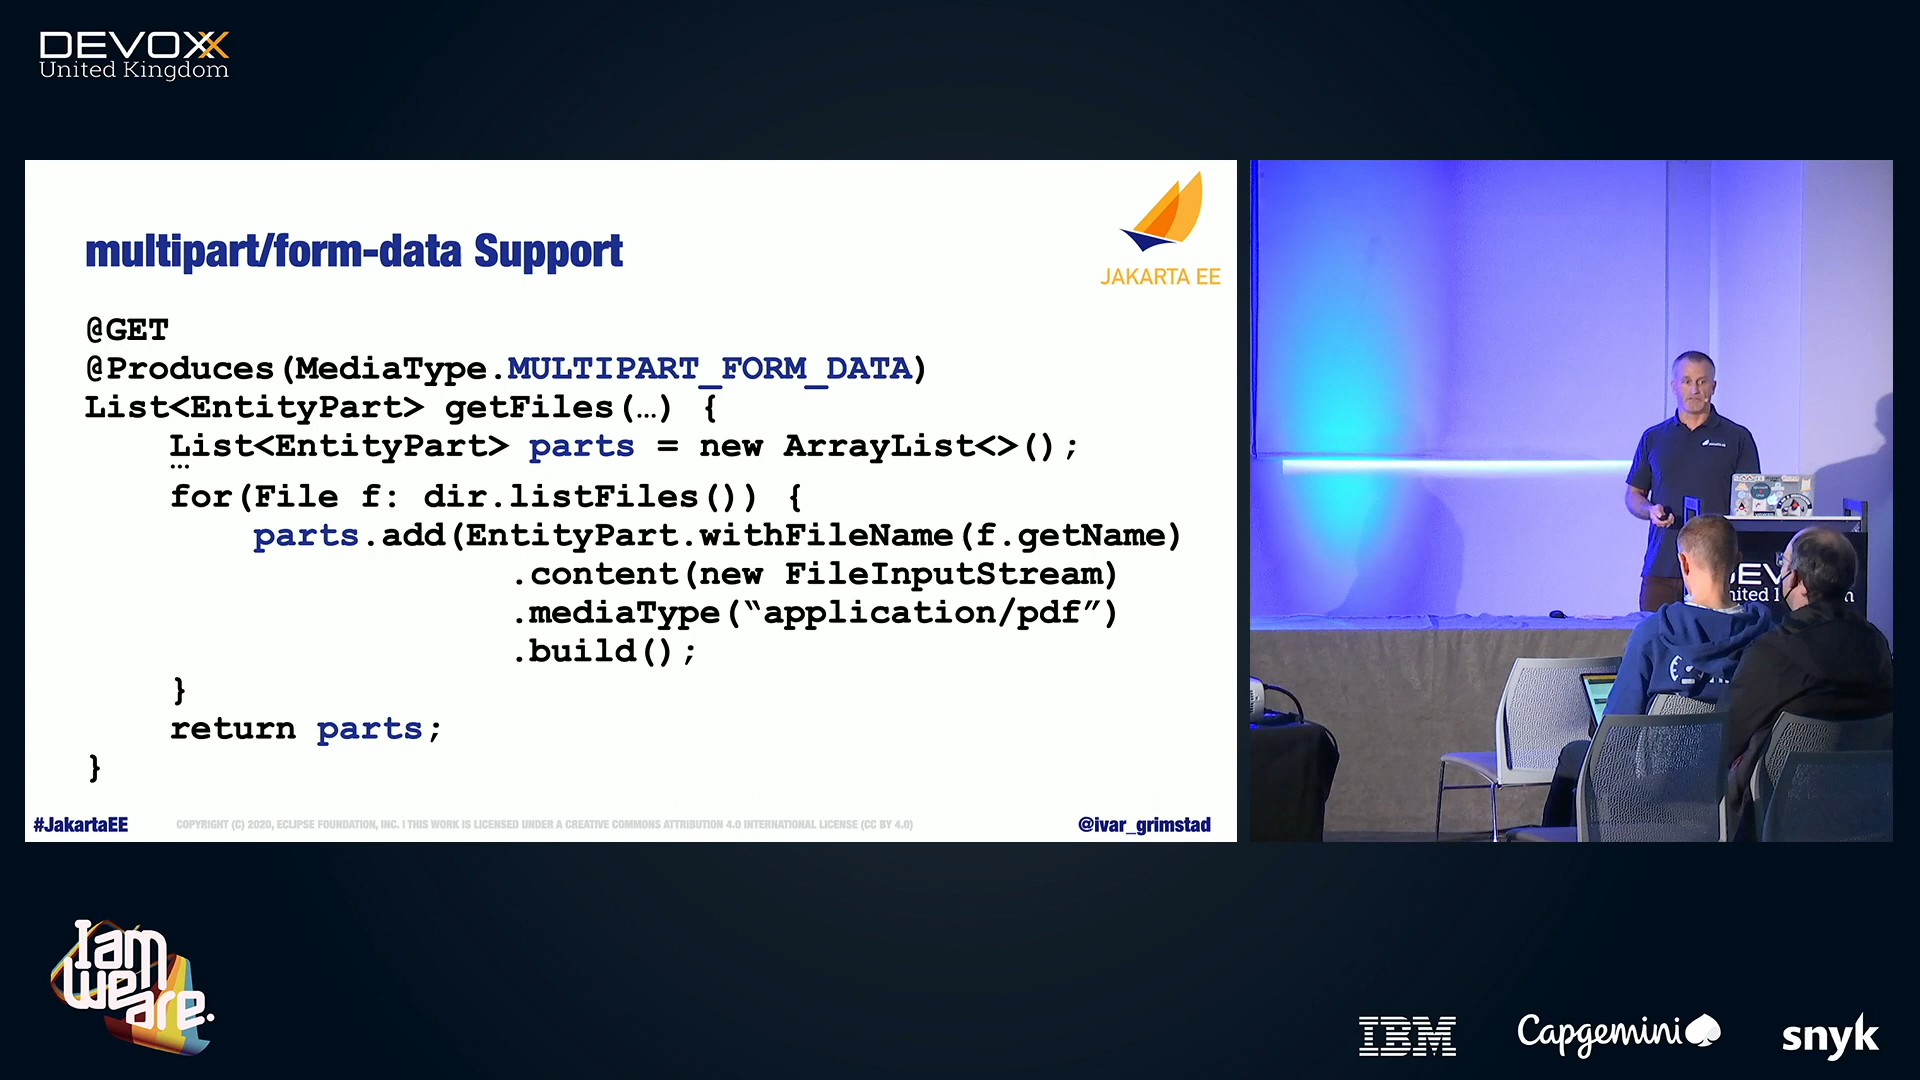 DEVOXX
United Kingdom
multipart/form-data Support
JAKARTA EE
@GET
@Produces(MediaType.MULTIPART_FORM_DATA)
List<EntityPart> getFiles(…) {
List<EntityPart> parts = new ArrayList<>();
…
for(File f: dir.listFiles()) {
parts.add(EntityPart.withFileName(f.getName)
.content(new FileInputStream)
.mediaType(“application/pdf”)
.build();
}
return parts;
}
#JakartaEE
COPYRIGHT (C) 2020, ECLIPSE FOUNDATION, INC. | THIS WORK IS LICENSED UNDER A CREATIVE COMMONS ATTRIBUTION 4.0 INTERNATIONAL LICENSE (CC BY 4.0)
@ivar_grimstad
I am
we
are.
IBM
Capgemini
snyk